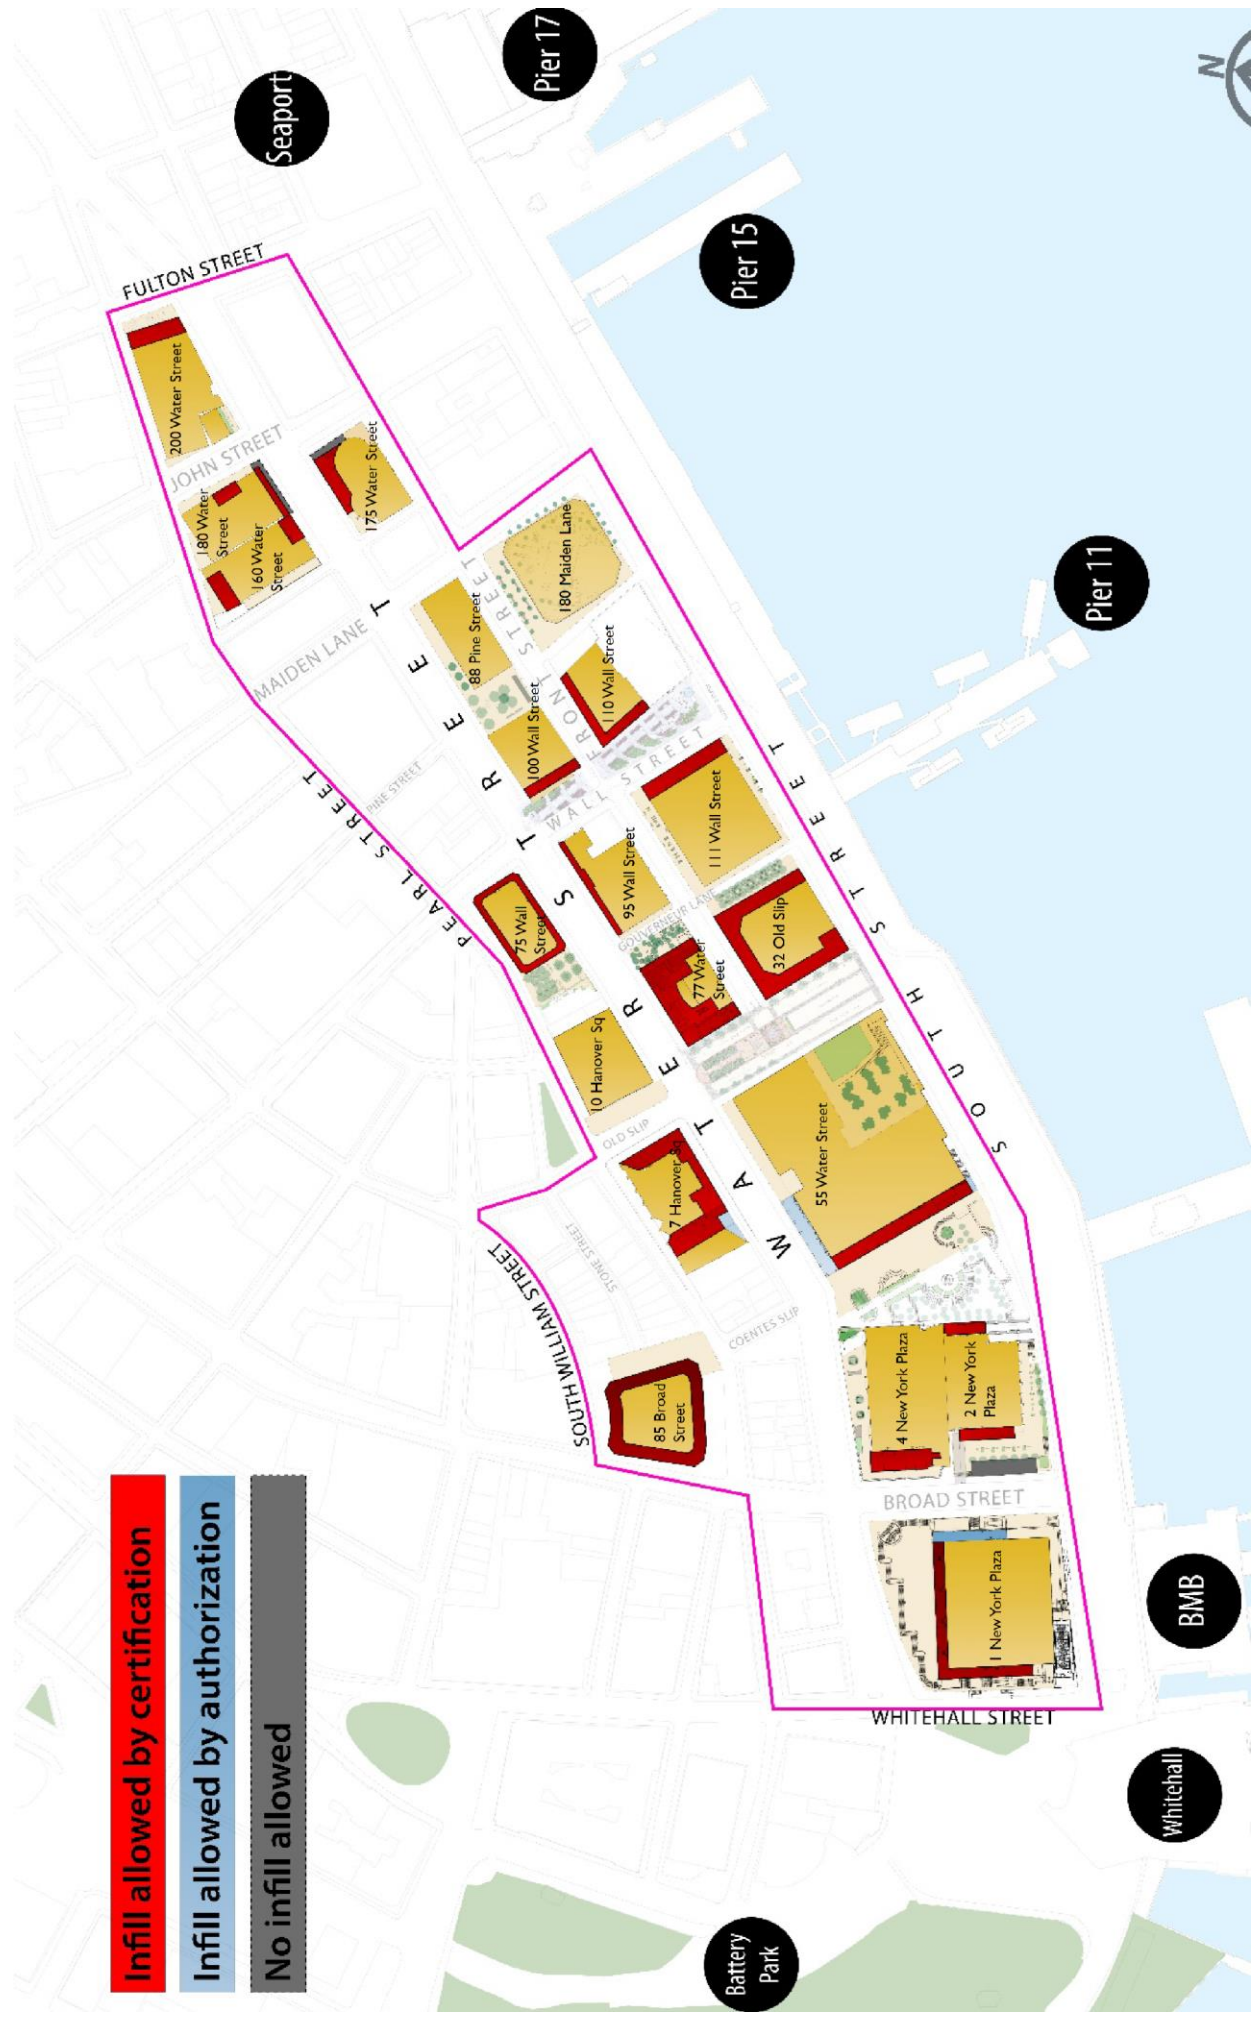 Infill allowed by certification
Infill allowed by authorization
No infill allowed
Seaport
Pier 17
Pier 15
Pier 11
BMB
Whitehall
Battery
Park
N
FULTON STREET
JOHN STREET
MAIDEN LANE
PINE STREET
PEARL STREET
FRONT STREET
WALL STREET
GOUVERNEUR LANE
OLD SLIP
STONE STREET
SOUTH WILLIAM STREET
COENTES SLIP
BROAD STREET
WHITEHALL STREET
WATER STREET
SOUTH STREET
200 Water Street
180 Water
Street
160 Water
Street
175 Water Street
88 Pine Street
180 Maiden Lane
100 Wall Street
110 Wall Street
75 Wall
Street
95 Wall Street
111 Wall Street
10 Hanover Sq
77 Water
Street
32 Old Slip
7 Hanover Sq
55 Water Street
85 Broad
Street
4 New York Plaza
2 New York
Plaza
1 New York Plaza